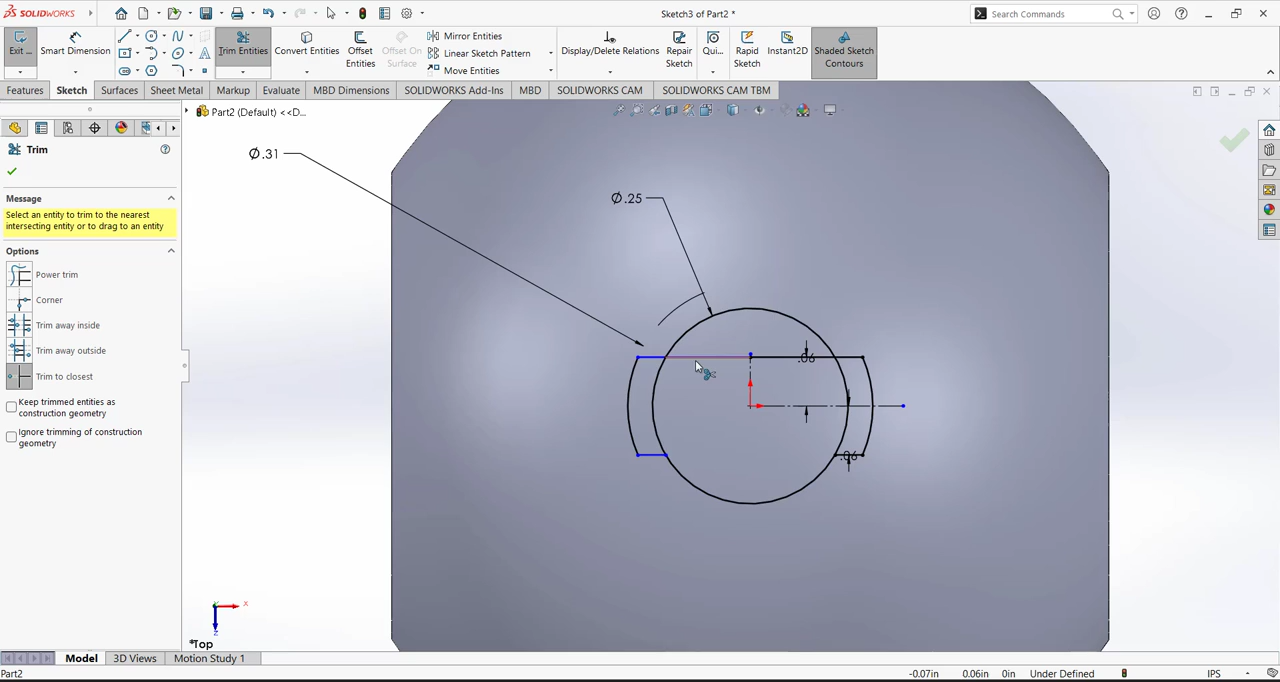 SOLIDWORKS
Sketch3 of Part2 *
Search Commands
Exit ...
Smart Dimension
Trim Entities
Convert Entities
Offset Entities
Offset On Surface
Mirror Entities
Linear Sketch Pattern
Move Entities
Display/Delete Relations
Repair Sketch
Qui...
Rapid Sketch
Instant2D
Shaded Sketch Contours
Features
Sketch
Surfaces
Sheet Metal
Markup
Evaluate
MBD Dimensions
SOLIDWORKS Add-Ins
MBD
SOLIDWORKS CAM
SOLIDWORKS CAM TBM
Part2 (Default) <<D...
Trim
Message
Select an entity to trim to the nearest
intersecting entity or to drag to an entity
Options
Power trim
Corner
Trim away inside
Trim away outside
Trim to closest
Keep trimmed entities as
construction geometry
Ignore trimming of construction
geometry
Ø.31
Ø.25
.06
.06
X
Z
*Top
Model
3D Views
Motion Study 1
Part2
-0.07in
0.06in
0in
Under Defined
IPS